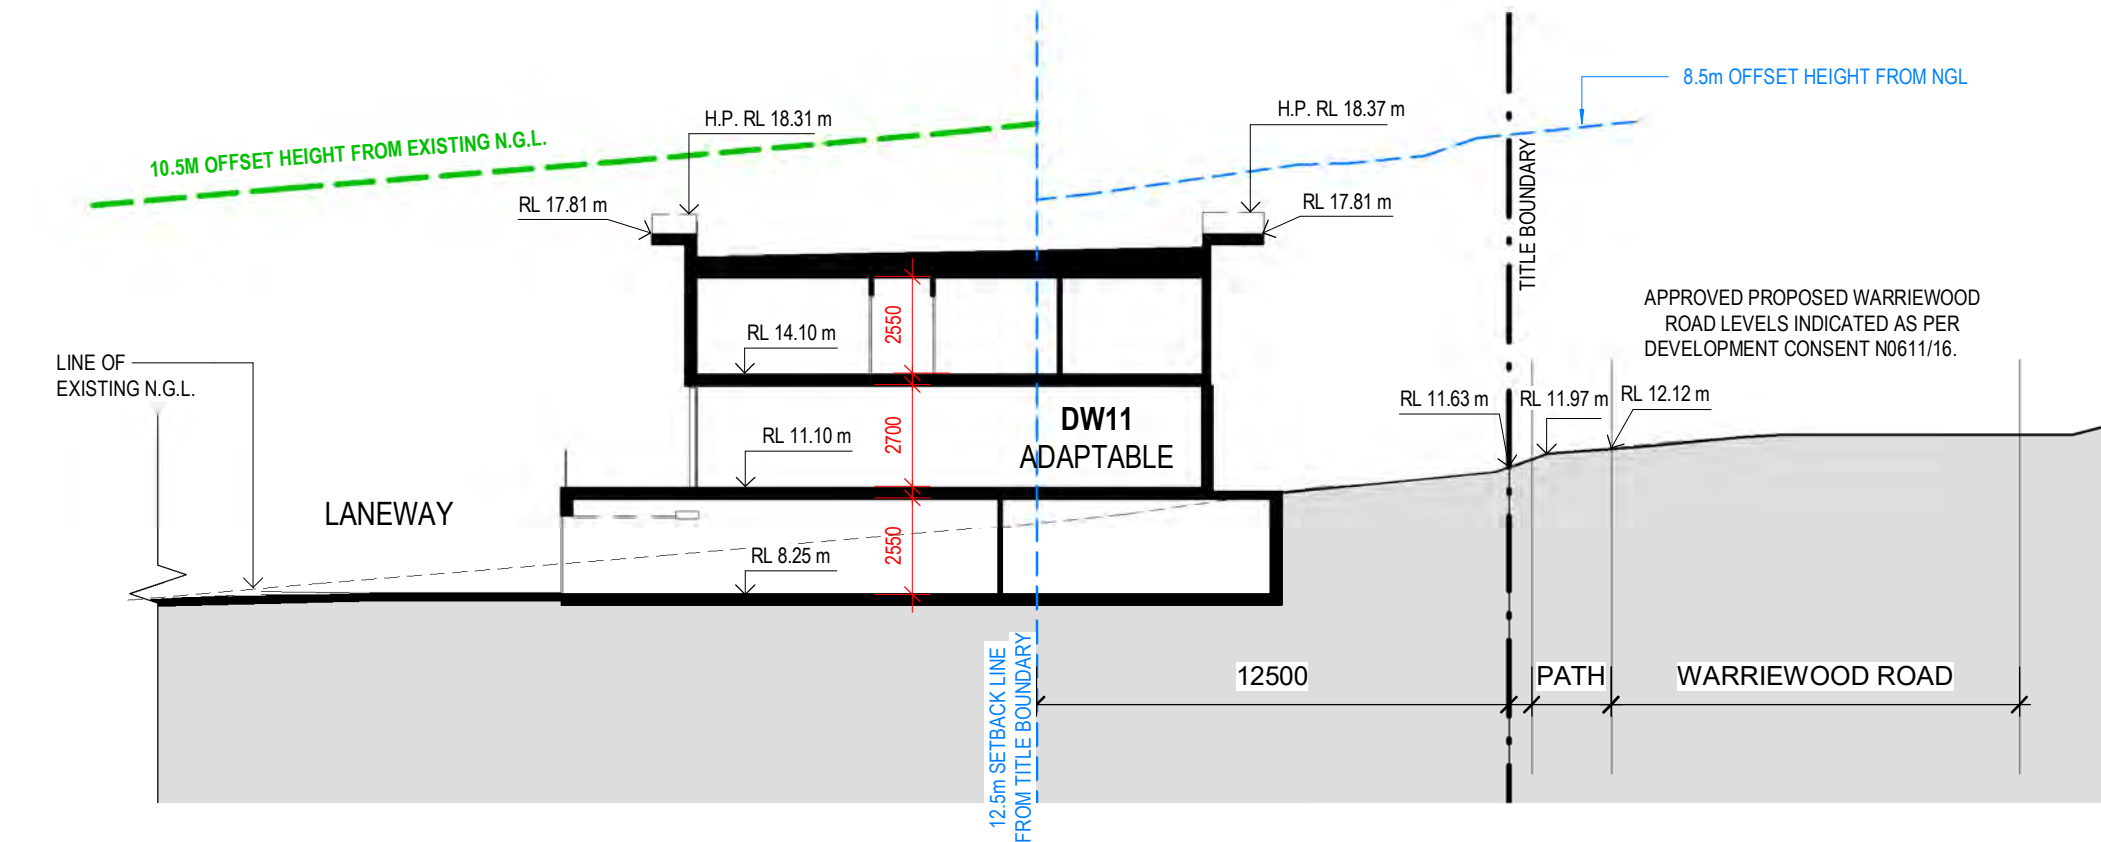 8.5m OFFSET HEIGHT FROM NGL
H.P. RL 18.31 m
H.P. RL 18.37 m
10.5M OFFSET HEIGHT FROM EXISTING N.G.L.
RL 17.81 m
RL 17.81 m
TITLE BOUNDARY
APPROVED PROPOSED WARRIEWOOD
ROAD LEVELS INDICATED AS PER
DEVELOPMENT CONSENT N0611/16.
RL 14.10 m
2550
LINE OF
EXISTING N.G.L.
RL 11.63 m
RL 11.97 m
RL 12.12 m
RL 11.10 m
2700
DW11
ADAPTABLE
LANEWAY
RL 8.25 m
2550
12.5m SETBACK LINE
FROM TITLE BOUNDARY
12500
PATH
WARRIEWOOD ROAD